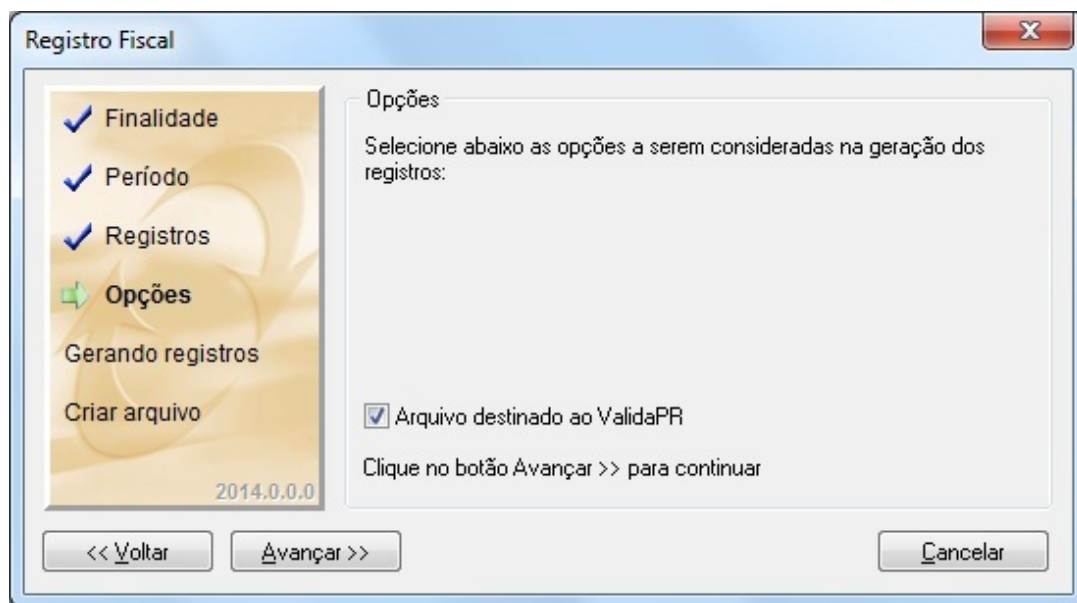 Registro Fiscal
Finalidade
Período
Registros
Opções
Gerando registros
Criar arquivo
2014.0.0.0
Opções
Selecione abaixo as opções a serem consideradas na geração dos
registros:
Arquivo destinado ao ValidaPR
Clique no botão Avançar >> para continuar
<< Voltar
Avançar >>
Cancelar